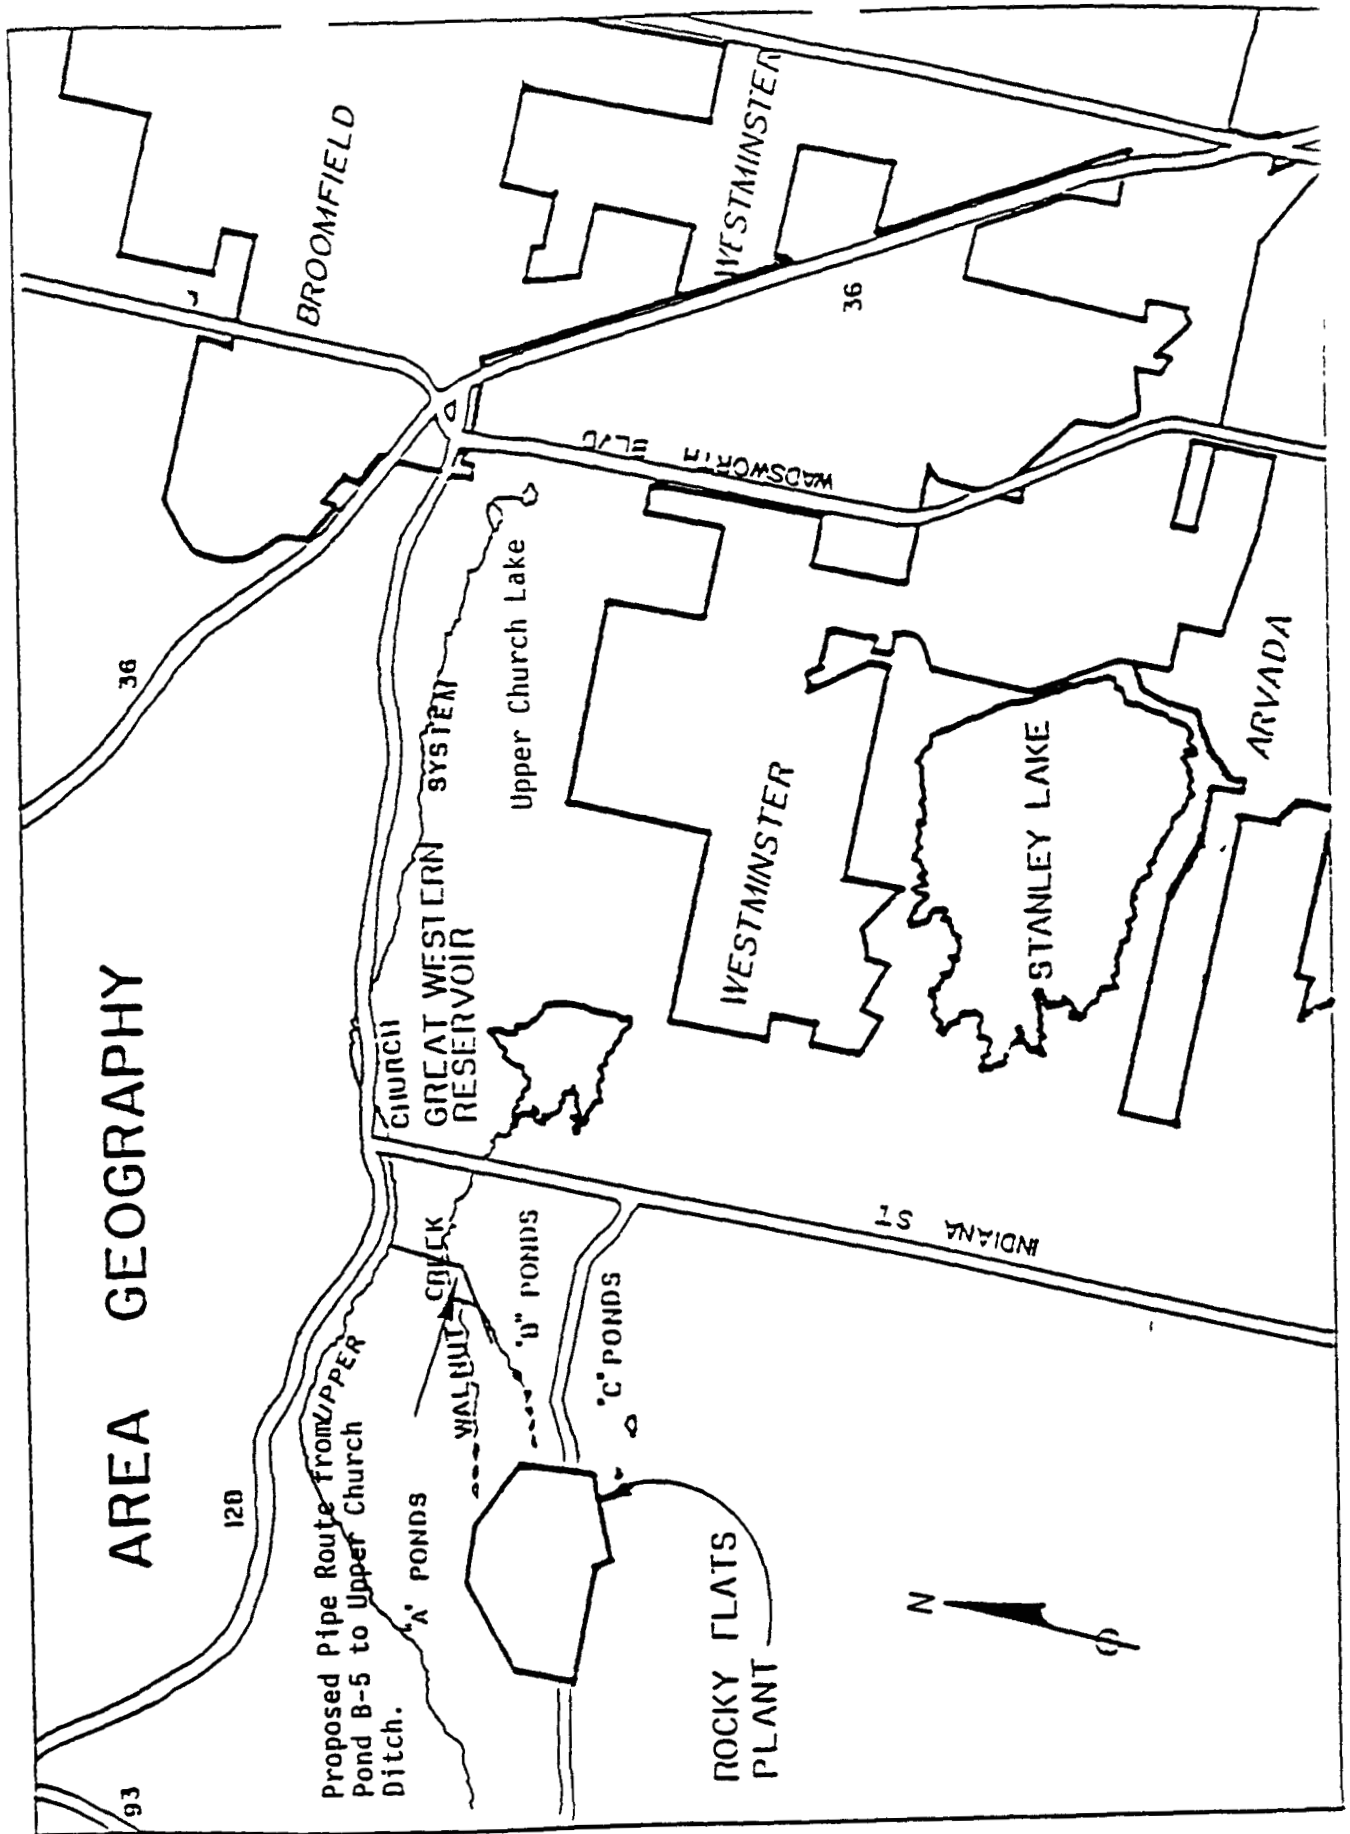 AREA GEOGRAPHY
BROOMFIELD
WESTMINSTER
36
36
WADSWORTH BLVD
Upper Church Lake
SYSTEM
GREAT WESTERN
RESERVOIR
CHURCH
WESTMINSTER
STANLEY LAKE
ARVADA
INDIANA ST
CREEK
WALNUT
"B" PONDS
"C" PONDS
UPPER
Proposed Pipe Route from
Pond B-5 to Upper Church
Ditch.
"A" PONDS
128
93
ROCKY FLATS
PLANT
N